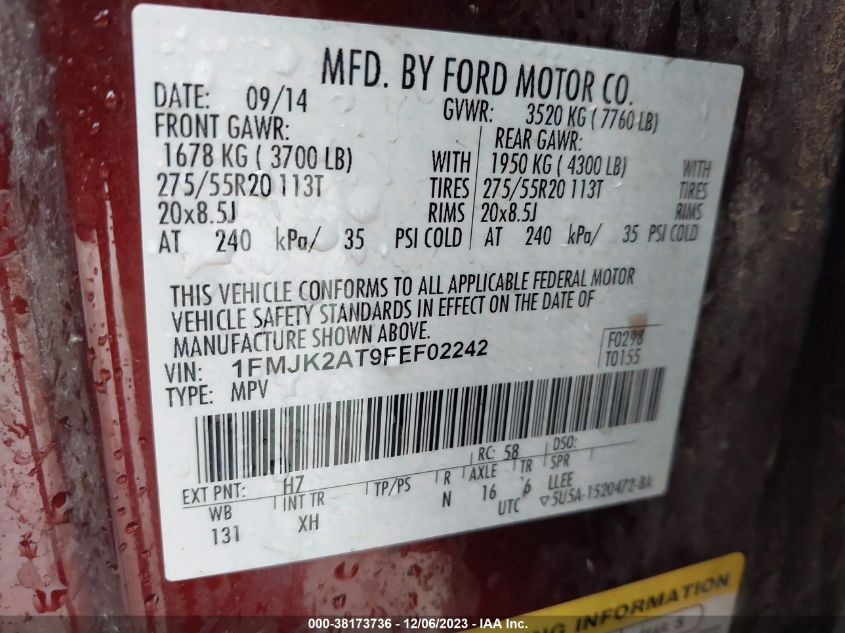 MFD. BY FORD MOTOR CO.
DATE: 09/14 GVWR: 3520 KG ( 7760 LB)
FRONT GAWR: REAR GAWR:
1678 KG ( 3700 LB) WITH 1950 KG ( 4300 LB) WITH
275/55R20 113T TIRES 275/55R20 113T TIRES
20x8.5J RIMS 20x8.5J RIMS
AT 240 kPa/ 35 PSI COLD AT 240 kPa/ 35 PSI COLD
THIS VEHICLE CONFORMS TO ALL APPLICABLE FEDERAL MOTOR
VEHICLE SAFETY STANDARDS IN EFFECT ON THE DATE OF
MANUFACTURE SHOWN ABOVE.
VIN: 1FMJK2AT9FEF02242 F0298
TYPE: MPV T0155
RC: 58 DSO:
EXT PNT: H7
WB INT TR TP/PS R AXLE TR SPR
131 XH N 16 6 LLEE
UTC ▽5U5A-1520472-BA
ING INFORMATION
000-38173736 - 12/06/2023 - IAA Inc.